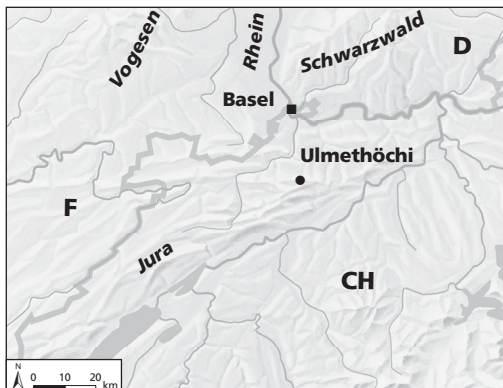 Vogesen
Rhein
Schwarzwald
D
Basel
Ulmethöchi
F
Jura
CH
N
0 10 20
km